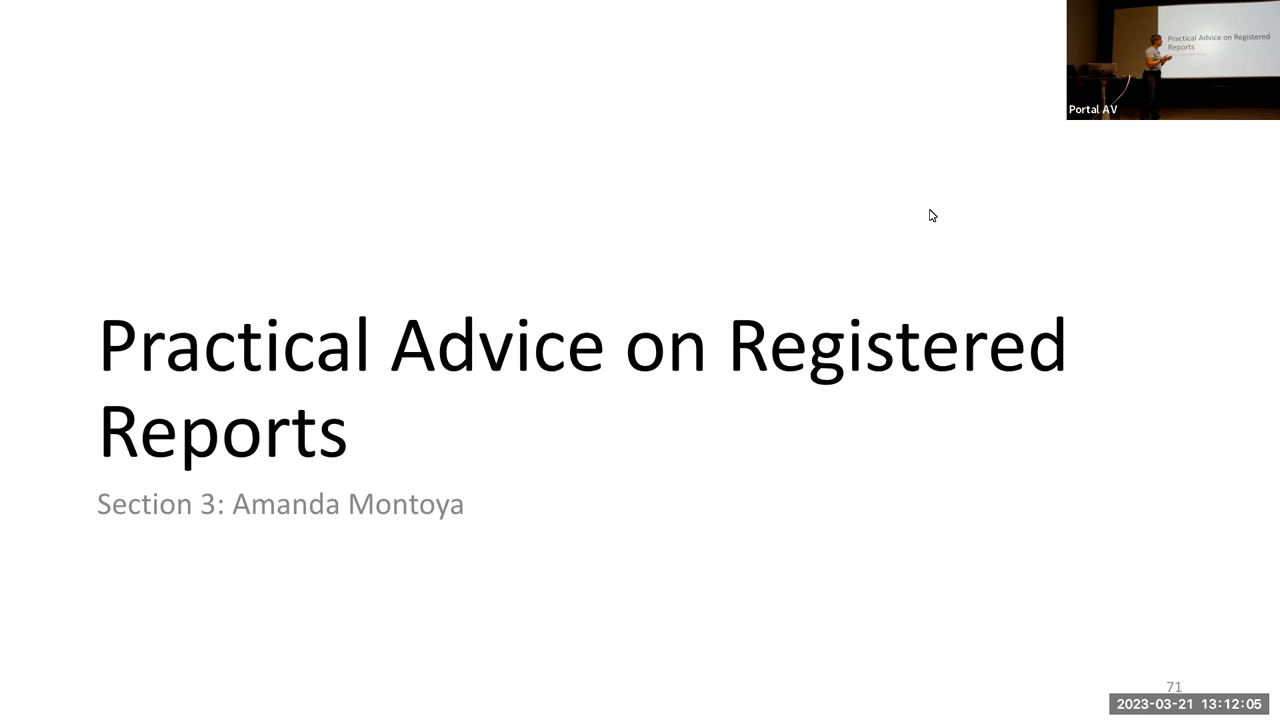 Practical Advice on Registered
Reports
Portal AV
Practical Advice on Registered
Reports
Section 3: Amanda Montoya
71
2023-03-21 13:12:05